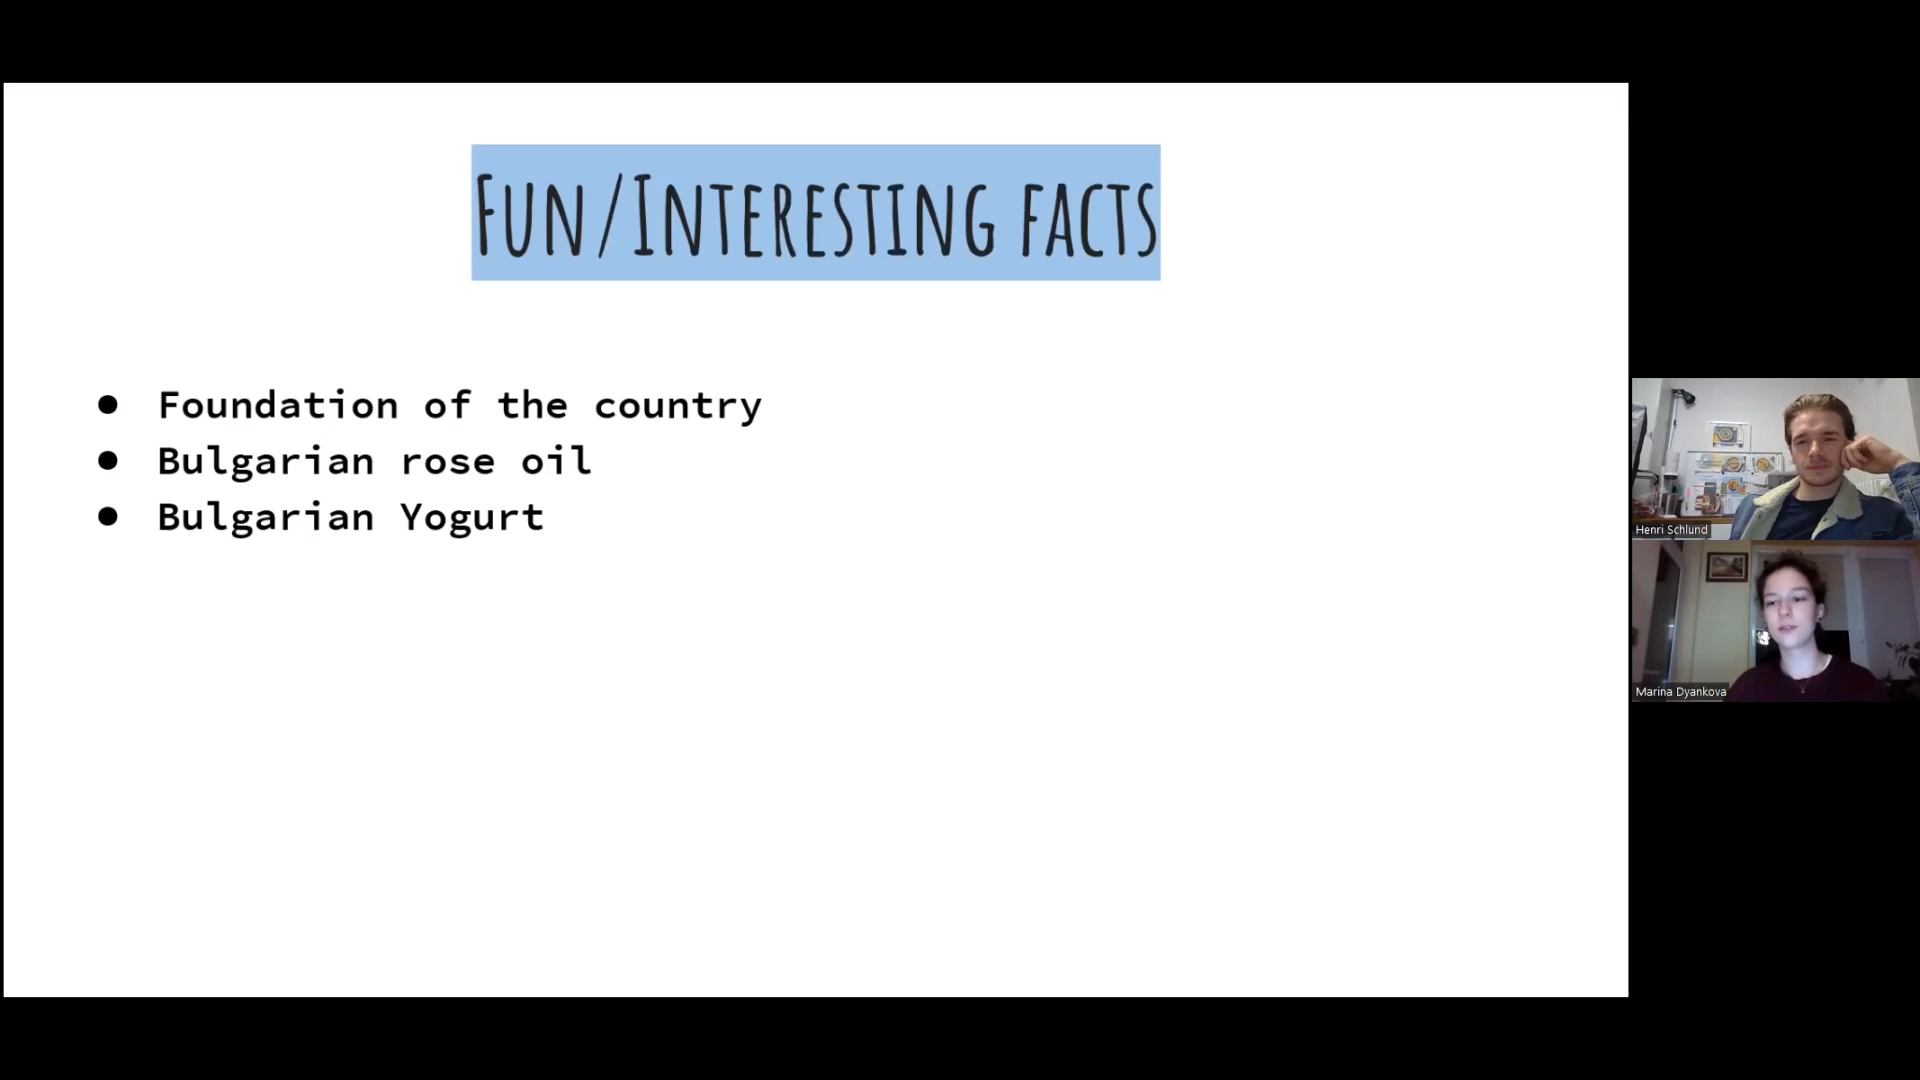 Fun/Interesting facts
● Foundation of the country
● Bulgarian rose oil
● Bulgarian Yogurt
Henri Schlund
Marina Dyankova